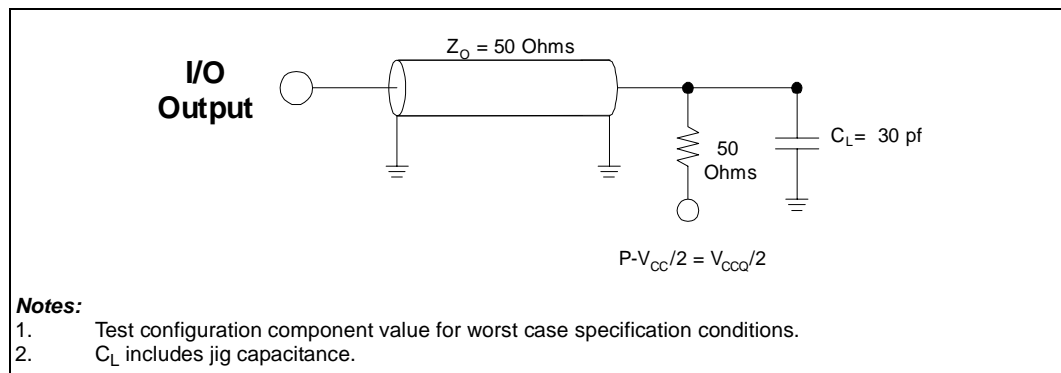 Z_O = 50 Ohms
I/O
Output
C_L= 30 pf
50
Ohms
P-V_CC/2 = V_CCQ/2
Notes:
1. Test configuration component value for worst case specification conditions.
2. C_L includes jig capacitance.